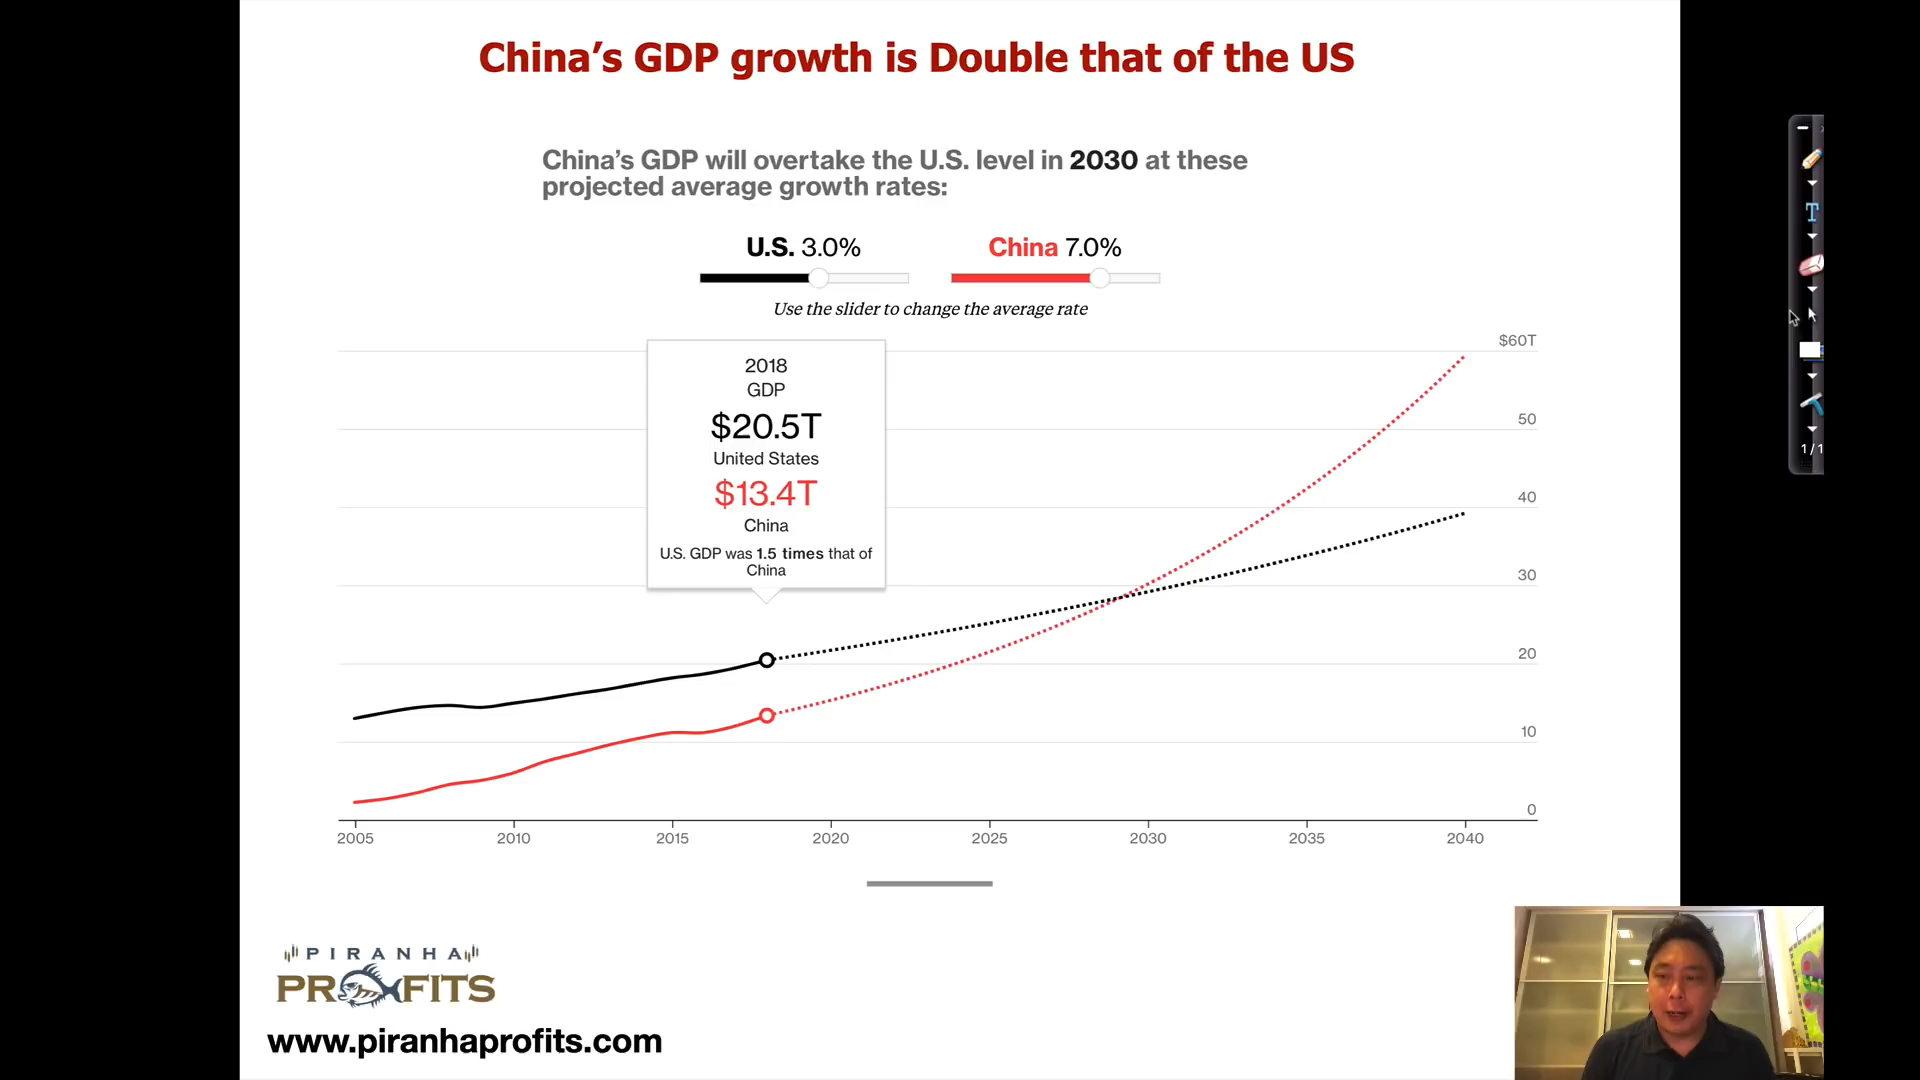 China’s GDP growth is Double that of the US
China’s GDP will overtake the U.S. level in 2030 at these
projected average growth rates:
U.S. 3.0%
China 7.0%
Use the slider to change the average rate
2018
GDP
$20.5T
United States
$13.4T
China
U.S. GDP was 1.5 times that of
China
$60T
50
40
30
20
10
0
2005
2010
2015
2020
2025
2030
2035
2040
PIRANHA
PROFITS
www.piranhaprofits.com
T
1/1